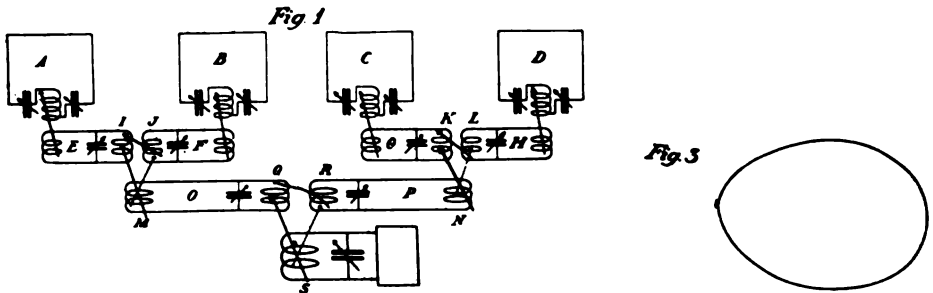 Fig. 1
A B C D
I J K L
E F G H
Q R
O P
M N
S
Fig. 3